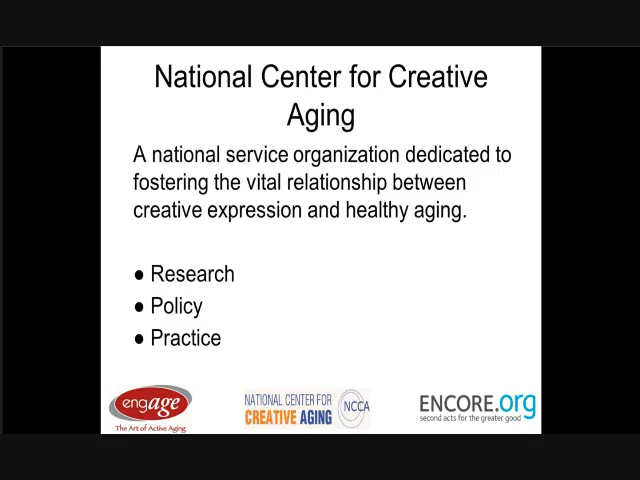 National Center for Creative
Aging
A national service organization dedicated to
fostering the vital relationship between
creative expression and healthy aging.
● Research
● Policy
● Practice
engage
The Art of Active Aging
NATIONAL CENTER FOR
CREATIVE AGING
NCCA
ENCORE.org
second acts for the greater good